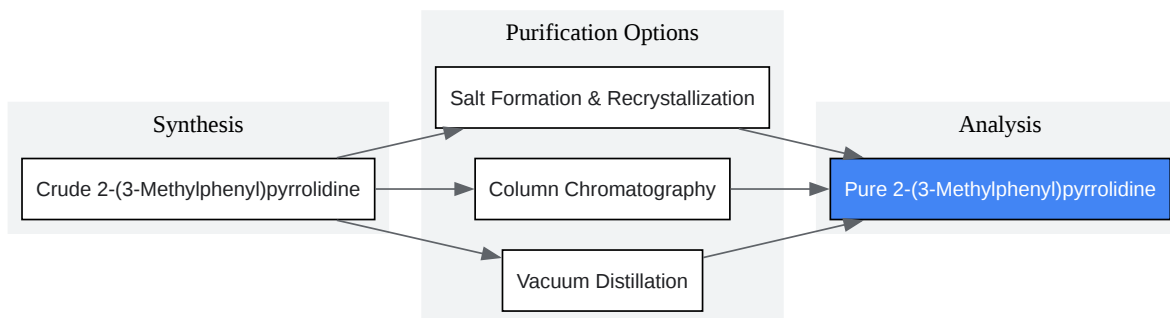 Synthesis
Crude 2-(3-Methylphenyl)pyrrolidine
Purification Options
Salt Formation & Recrystallization
Column Chromatography
Vacuum Distillation
Analysis
Pure 2-(3-Methylphenyl)pyrrolidine